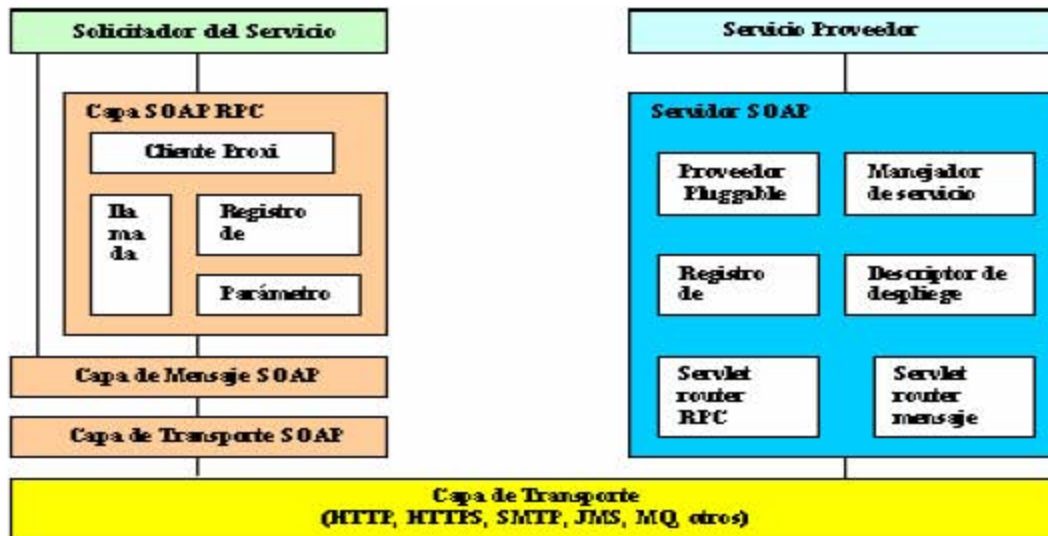 Solicitador del Servicio
Servicio Proveedor
Capa SOAP RPC
Cliente Proxi
lla
ma
da
Registro
de
Parámetro
Capa de Mensaje SOAP
Capa de Transporte SOAP
Servidor SOAP
Proveedor
Pluggable
Manejador
de servicio
Registro
de
Descriptor de
despliege
Servlet
router
RPC
Servlet
router
mensaje
Capa de Transporte
(HTTP, HTTPS, SMTP, JMS, MQ, otros)